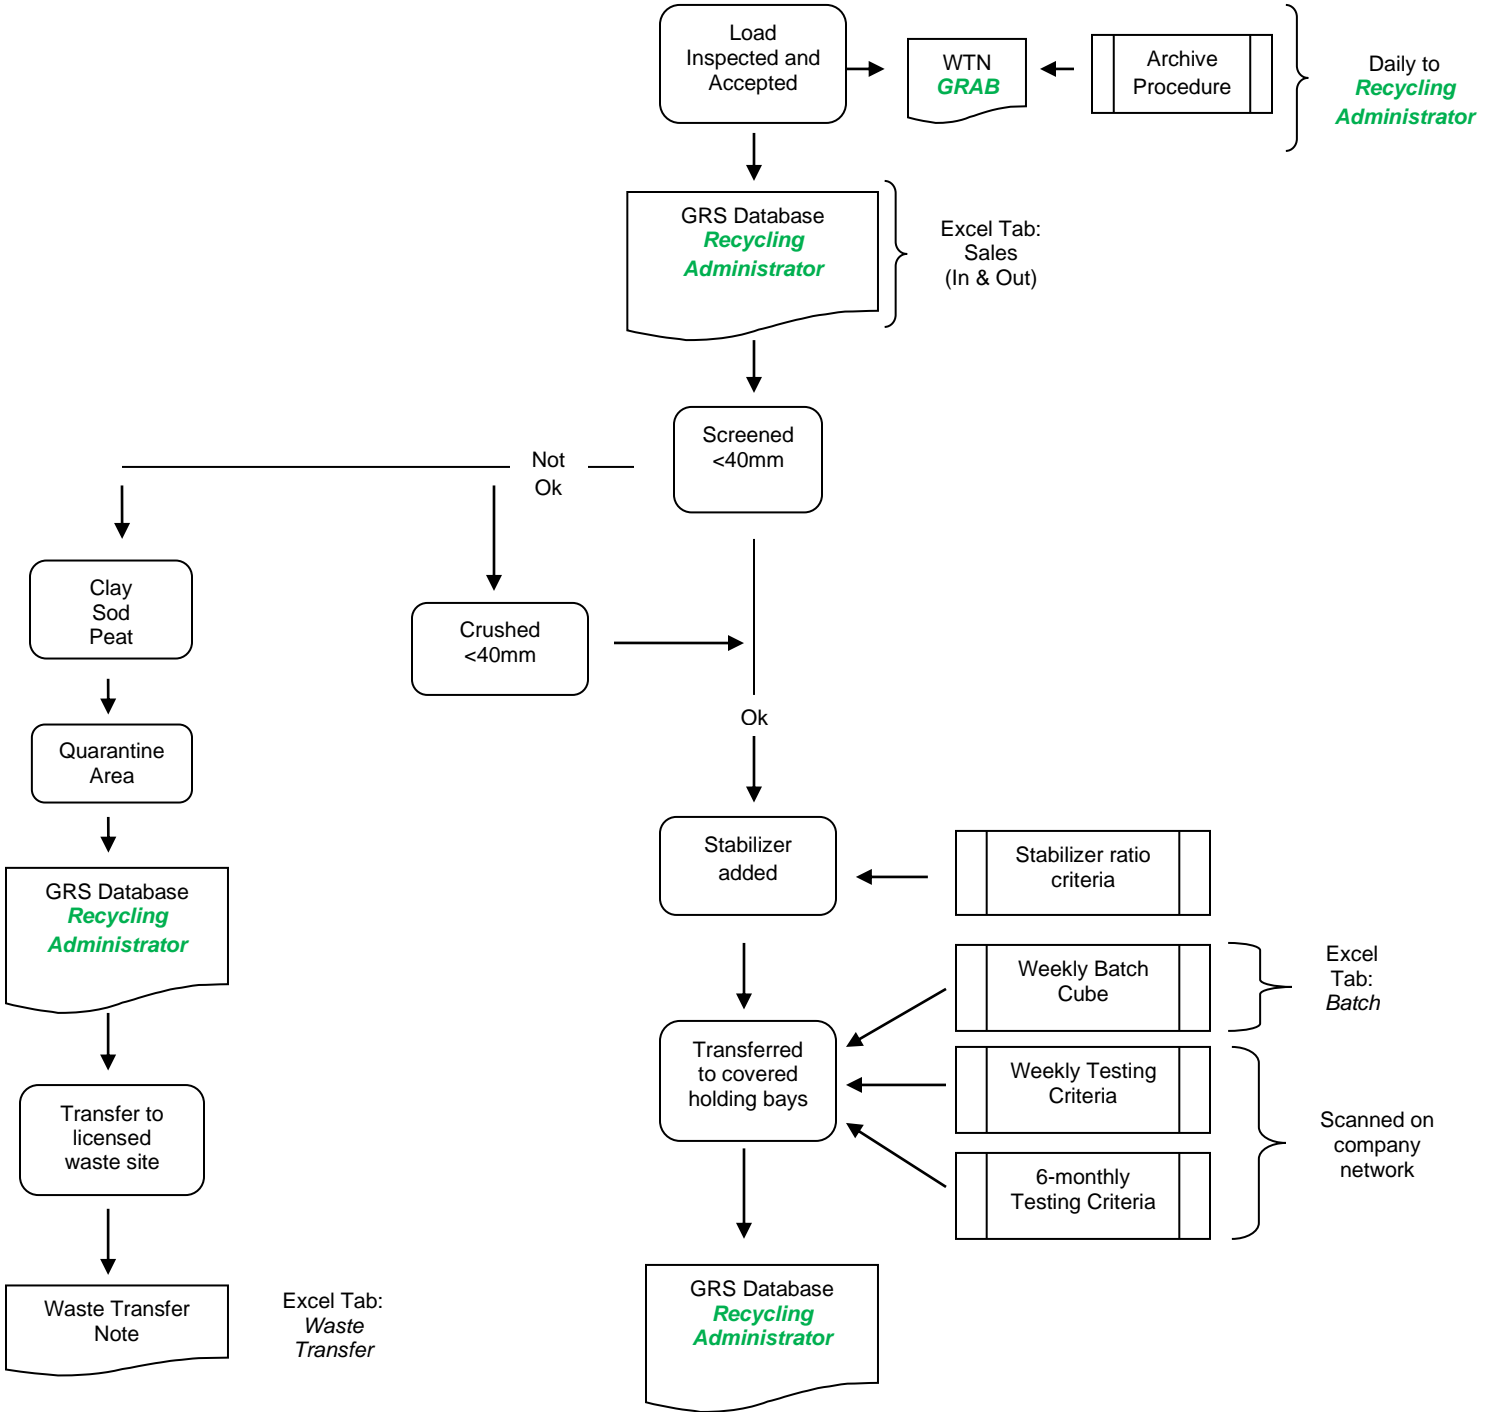 Load
Inspected and
Accepted
WTN
GRAB
Archive
Procedure
Daily to
Recycling
Administrator
GRS Database
Recycling
Administrator
Excel Tab:
Sales
(In & Out)
Screened
<40mm
Not
Ok
Clay
Sod
Peat
Crushed
<40mm
Quarantine
Area
Ok
Stabilizer
added
Stabilizer ratio
criteria
GRS Database
Recycling
Administrator
Weekly Batch
Cube
Excel
Tab:
Batch
Transferred
to covered
holding bays
Weekly Testing
Criteria
6-monthly
Testing Criteria
Scanned on
company
network
Transfer to
licensed
waste site
Waste Transfer
Note
Excel Tab:
Waste
Transfer
GRS Database
Recycling
Administrator